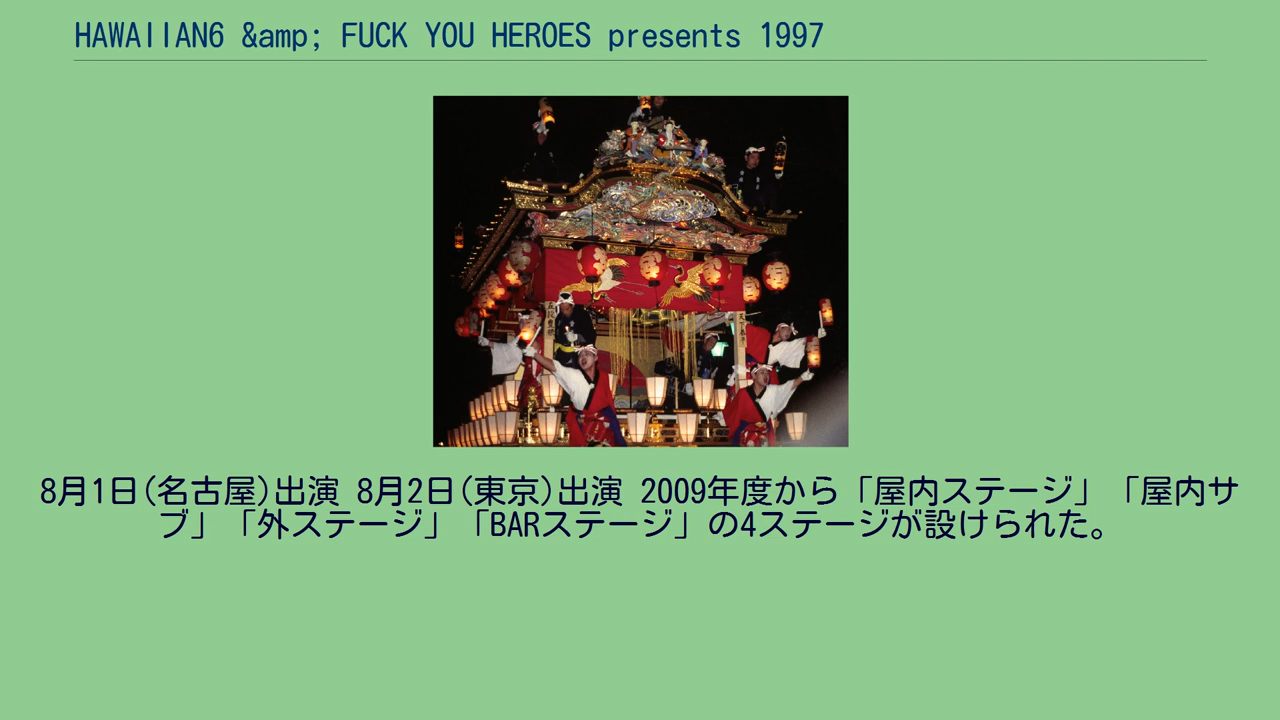 HAWAIIAN6 &amp; FUCK YOU HEROES presents 1997
8月1日(名古屋)出演 8月2日(東京)出演 2009年度から「屋内ステージ」「屋内サ
ブ」「外ステージ」「BARステージ」の4ステージが設けられた。